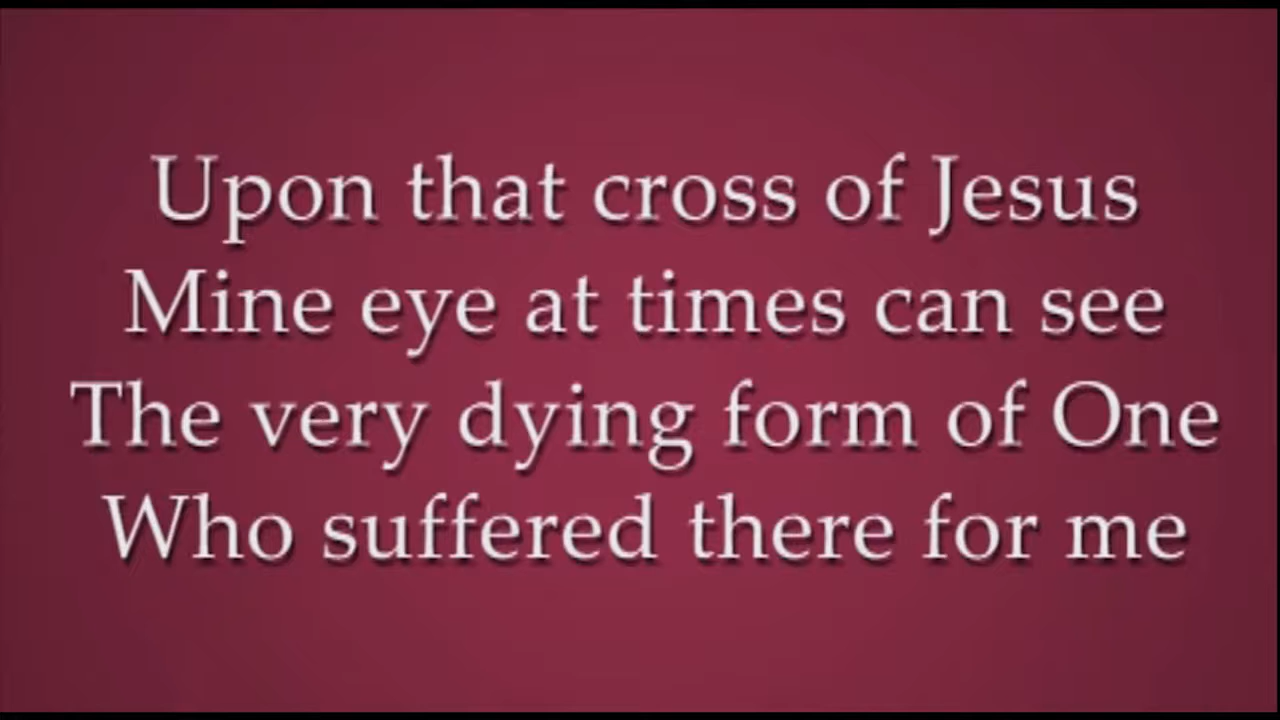 Upon that cross of Jesus
Mine eye at times can see
The very dying form of One
Who suffered there for me